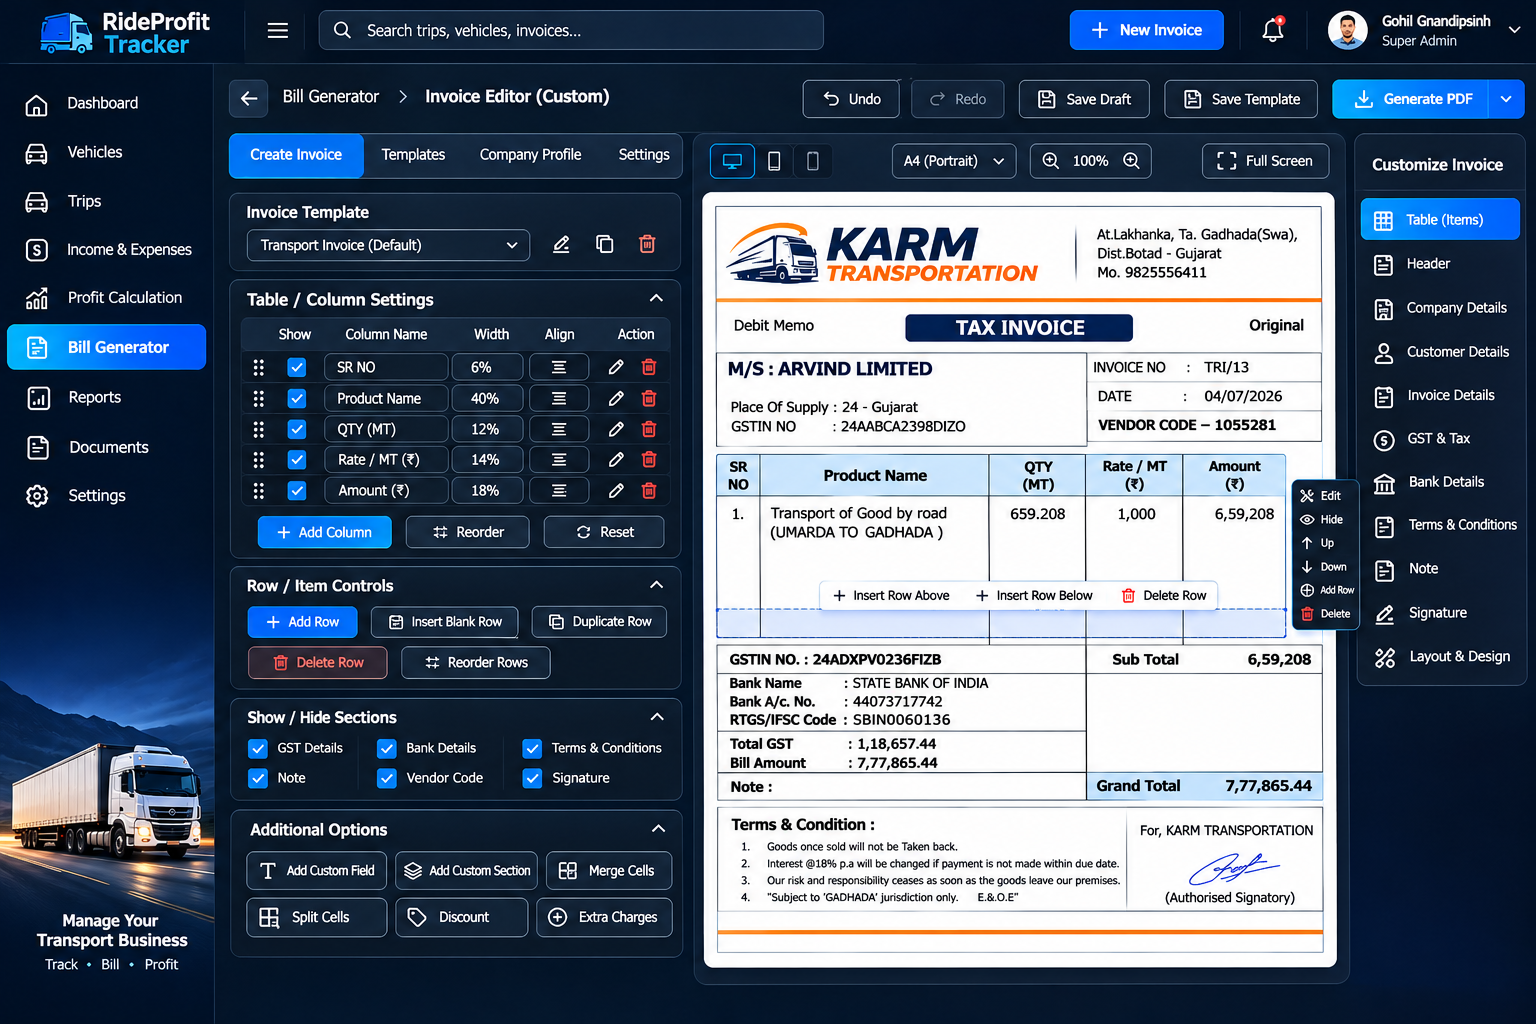 RideProfit
Tracker
Search trips, vehicles, invoices...
New Invoice
Gohil Gnandipsinh
Super Admin
Dashboard
Vehicles
Trips
Income & Expenses
Profit Calculation
Bill Generator
Reports
Documents
Settings
Manage Your
Transport Business
Track • Bill • Profit
Bill Generator > Invoice Editor (Custom)
Undo
Redo
Save Draft
Save Template
Generate PDF
Create Invoice
Templates
Company Profile
Settings
Invoice Template
Transport Invoice (Default)
Table / Column Settings
Show Column Name Width Align Action
SR NO 6%
Product Name 40%
QTY (MT) 12%
Rate / MT (₹) 14%
Amount (₹) 18%
+ Add Column
Reorder
Reset
Row / Item Controls
+ Add Row
Insert Blank Row
Duplicate Row
Delete Row
Reorder Rows
Show / Hide Sections
GST Details
Bank Details
Terms & Conditions
Note
Vendor Code
Signature
Additional Options
Add Custom Field
Add Custom Section
Merge Cells
Split Cells
Discount
Extra Charges
A4 (Portrait)
100%
Full Screen
KARM
TRANSPORTATION
At.Lakhanka, Ta. Gadhada(Swa),
Dist.Botad - Gujarat
Mo. 9825556411
Debit Memo
TAX INVOICE
Original
M/S : ARVIND LIMITED
Place Of Supply : 24 - Gujarat
GSTIN NO : 24AABCA2398DIZO
INVOICE NO : TRI/13
DATE : 04/07/2026
VENDOR CODE – 1055281
SR
NO
Product Name
QTY
(MT)
Rate / MT
(₹)
Amount
(₹)
1. Transport of Good by road 659.208 1,000 6,59,208
(UMARDA TO GADHADA )
+ Insert Row Above
+ Insert Row Below
Delete Row
Edit
Hide
Up
Down
Add Row
Delete
GSTIN NO. : 24ADXPV0236FIZB
Sub Total 6,59,208
Bank Name : STATE BANK OF INDIA
Bank A/c. No. : 44073717742
RTGS/IFSC Code : SBIN0060136
Total GST : 1,18,657.44
Bill Amount : 7,77,865.44
Note :
Grand Total 7,77,865.44
Terms & Condition :
1. Goods once sold will not be Taken back.
2. Interest @18% p.a will be changed if payment is not made within due date.
3. Our risk and responsibility ceases as soon as the goods leave our premises.
4. "Subject to 'GADHADA' jurisdiction only. E.&.O.E"
For, KARM TRANSPORTATION
(Authorised Signatory)
Customize Invoice
Table (Items)
Header
Company Details
Customer Details
Invoice Details
GST & Tax
Bank Details
Terms & Conditions
Note
Signature
Layout & Design